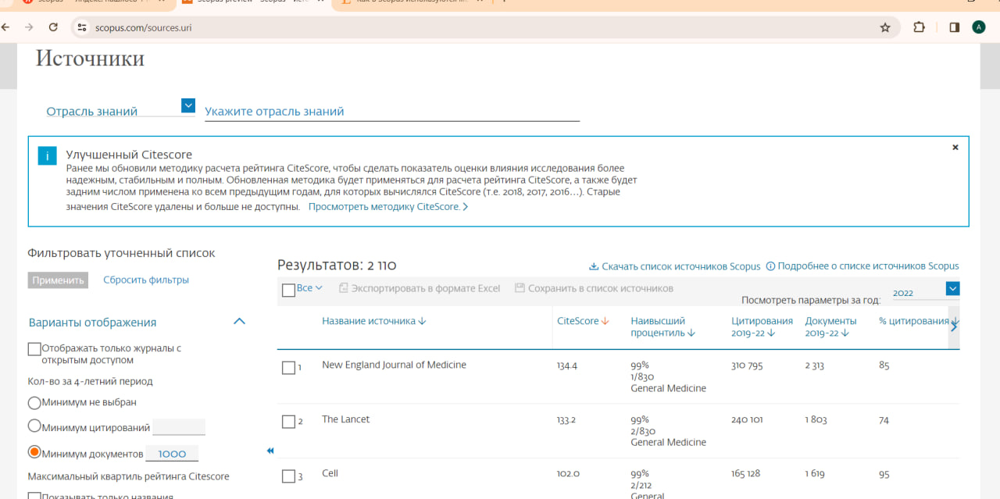 scopus.com/sources.uri
A
Источники
Отрасль знаний
Укажите отрасль знаний
i
Улучшенный Citescore
Ранее мы обновили методику расчета рейтинга CiteScore, чтобы сделать показатель оценки влияния исследования более
надежным, стабильным и полным. Обновленная методика будет применяться для расчета рейтинга CiteScore, а также будет
задним числом применена ко всем предыдущим годам, для которых вычислялся CiteScore (т.е. 2018, 2017, 2016...). Старые
значения CiteScore удалены и больше не доступны. Просмотреть методику CiteScore.
Фильтровать уточненный список
Применить Сбросить фильтры
Варианты отображения
Отображать только журналы с
открытым доступом
Кол-во за 4-летний период
Минимум не выбран
Минимум цитирований
Минимум документов 1000
Максимальный квартиль рейтинга Citescore
Показывать только названия
Результатов: 2 110
Скачать список источников Scopus Подробнее о списке источников Scopus
Все Экспортировать в формате Excel Сохранить в список источников
Посмотреть параметры за год: 2022
Название источника CiteScore Наивысший Цитирования Документы % цитирования
процентиль 2019-22 2019-22
1 New England Journal of Medicine 134.4 99% 310 795 2 313 85
1/830
General Medicine
2 The Lancet 133.2 99% 240 101 1 803 74
2/830
General Medicine
3 Cell 102.0 99% 165 128 1 619 95
2/212
General